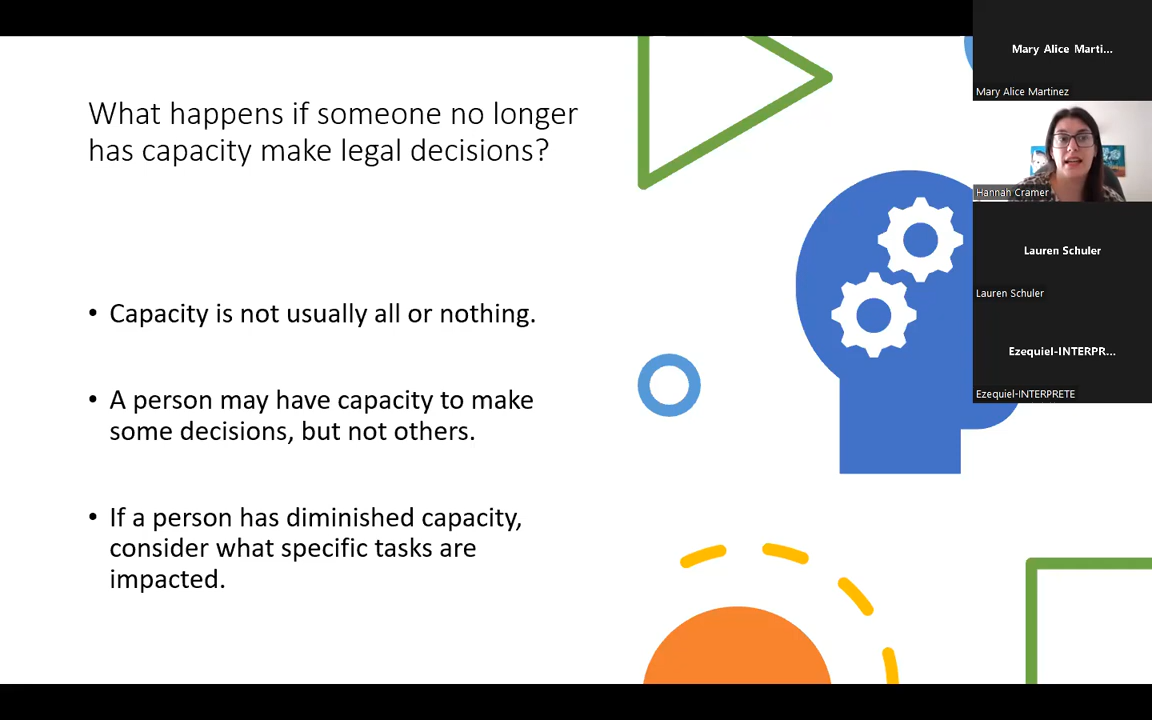 What happens if someone no longer
has capacity make legal decisions?
• Capacity is not usually all or nothing.
• A person may have capacity to make
some decisions, but not others.
• If a person has diminished capacity,
consider what specific tasks are
impacted.
Mary Alice Marti...
Mary Alice Martinez
Hannah Cramer
Lauren Schuler
Lauren Schuler
Ezequiel-INTERPR...
Ezequiel-INTERPRETE